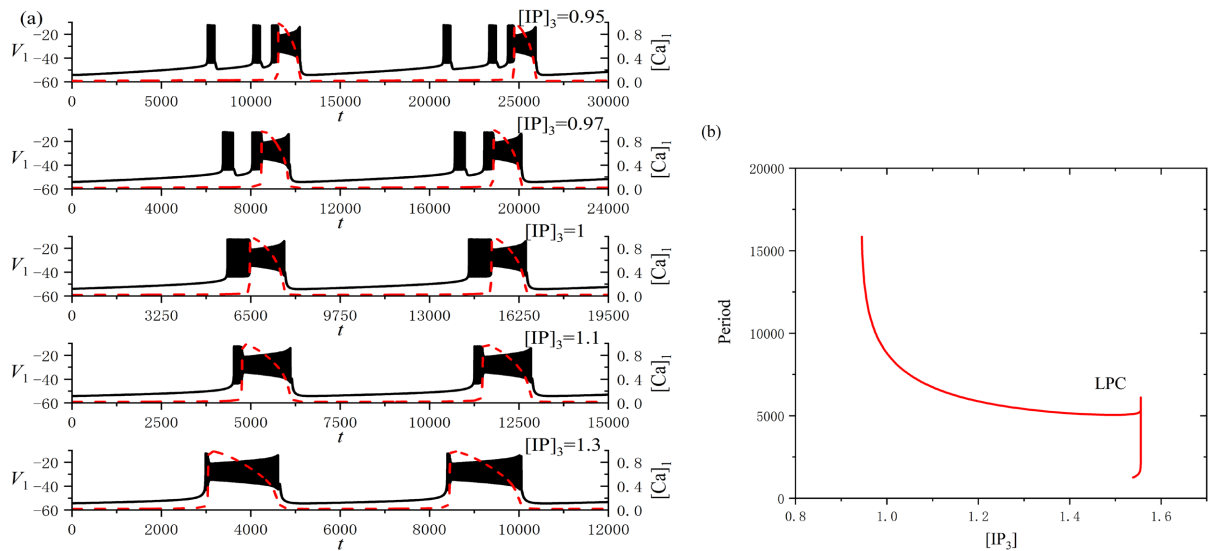 (a)
[IP]₃=0.95
-20
-40
-60
V₁
0.8
0.4
0.0
[Ca]₁
0 5000 10000 15000 20000 25000 30000
t
[IP]₃=0.97
-20
-40
-60
V₁
0.8
0.4
0.0
[Ca]₁
0 4000 8000 12000 16000 20000 24000
t
[IP]₃=1
-20
-40
-60
V₁
0.8
0.4
0.0
[Ca]₁
0 3250 6500 9750 13000 16250 19500
t
[IP]₃=1.1
-20
-40
-60
V₁
0.8
0.4
0.0
[Ca]₁
0 2500 5000 7500 10000 12500 15000
t
[IP]₃=1.3
-20
-40
-60
V₁
0.8
0.4
0.0
[Ca]₁
0 2000 4000 6000 8000 10000 12000
t
(b)
20000
15000
10000
5000
0
Period
LPC
0.8 1.0 1.2 1.4 1.6
[IP₃]